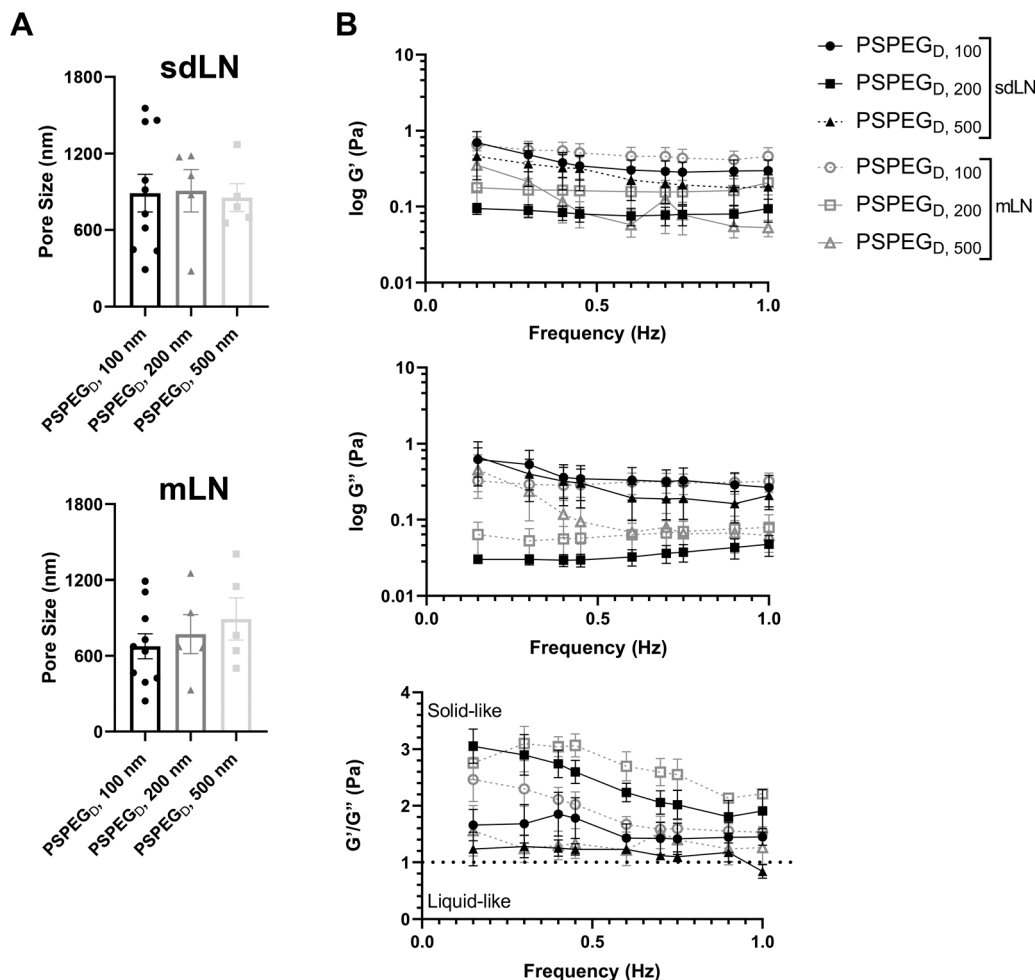 A
sdLN
1800
1200
600
0
Pore Size (nm)
PSPEGD, 100 nm
PSPEGD, 200 nm
PSPEGD, 500 nm
mLN
1800
1200
600
0
Pore Size (nm)
PSPEGD, 100 nm
PSPEGD, 200 nm
PSPEGD, 500 nm
B
10
1
0.1
0.01
log G' (Pa)
0.0
0.5
1.0
Frequency (Hz)
PSPEGD, 100
PSPEGD, 200
PSPEGD, 500
sdLN
PSPEGD, 100
PSPEGD, 200
PSPEGD, 500
mLN
10
1
0.1
0.01
log G'' (Pa)
0.0
0.5
1.0
Frequency (Hz)
4
3
2
1
0
G'/G'' (Pa)
Solid-like
Liquid-like
0.0
0.5
1.0
Frequency (Hz)